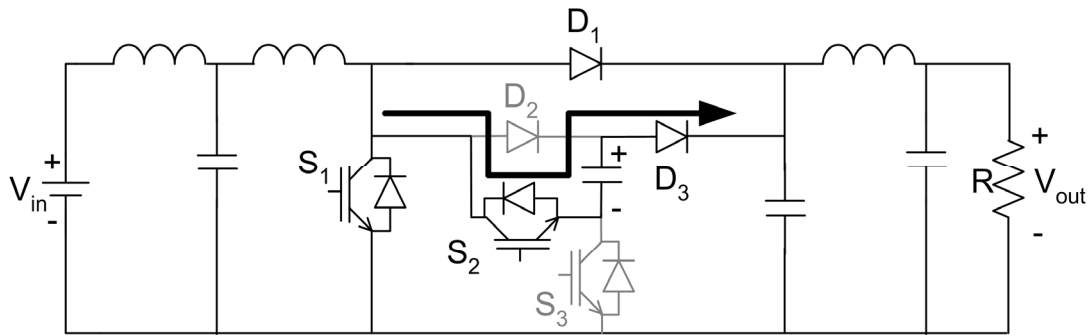 D1
D2
+
D3
-
S1
+
Vin
-
S2
S3
+
R
Vout
-